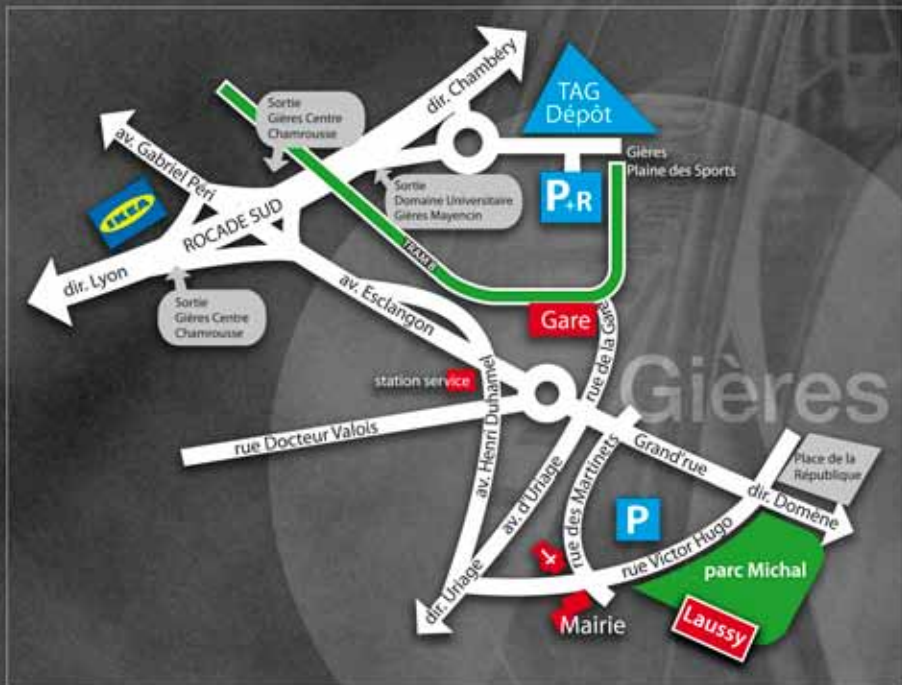 dir. Chambéry
TAG
Dépôt
Sortie
Gières Centre
Chamrousse
av. Gabriel Péri
Gières
Plaine des Sports
Sortie
Domaine Universitaire
Gières Mayencin
P+R
IKEA
ROCADE SUD
TRAM B
dir. Lyon
Sortie
Gières Centre
Chamrousse
av. Esclangon
Gare
rue de la Gare
station service
Gières
rue Docteur Valois
av. Henri Duhamel
Grand'rue
Place de la
République
av. d'Uriage
rue des Martinets
P
dir. Domène
rue Victor Hugo
parc Michal
dir. Uriage
Mairie
Laussy